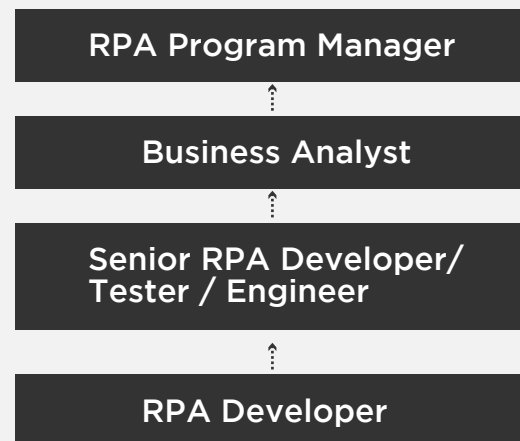 RPA Program Manager
Business Analyst
Senior RPA Developer/
Tester / Engineer
RPA Developer